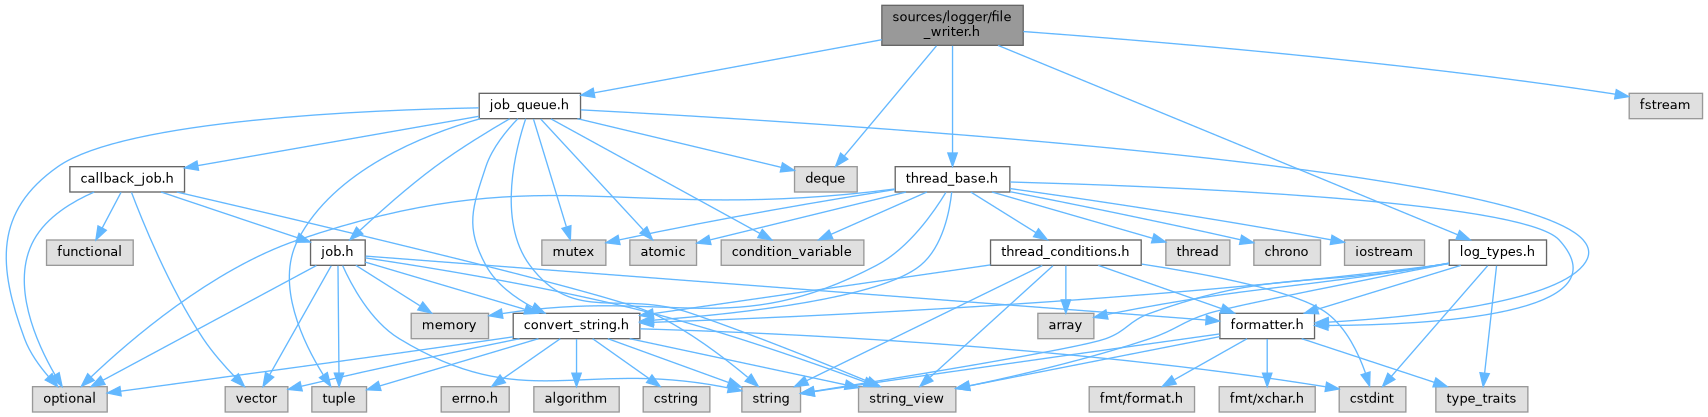 sources/logger/file
_writer.h
job_queue.h
fstream
callback_job.h
deque
thread_base.h
functional
job.h
mutex
atomic
condition_variable
thread_conditions.h
thread
chrono
iostream
log_types.h
memory
convert_string.h
array
formatter.h
optional
vector
tuple
errno.h
algorithm
cstring
string
string_view
fmt/format.h
fmt/xchar.h
cstdint
type_traits